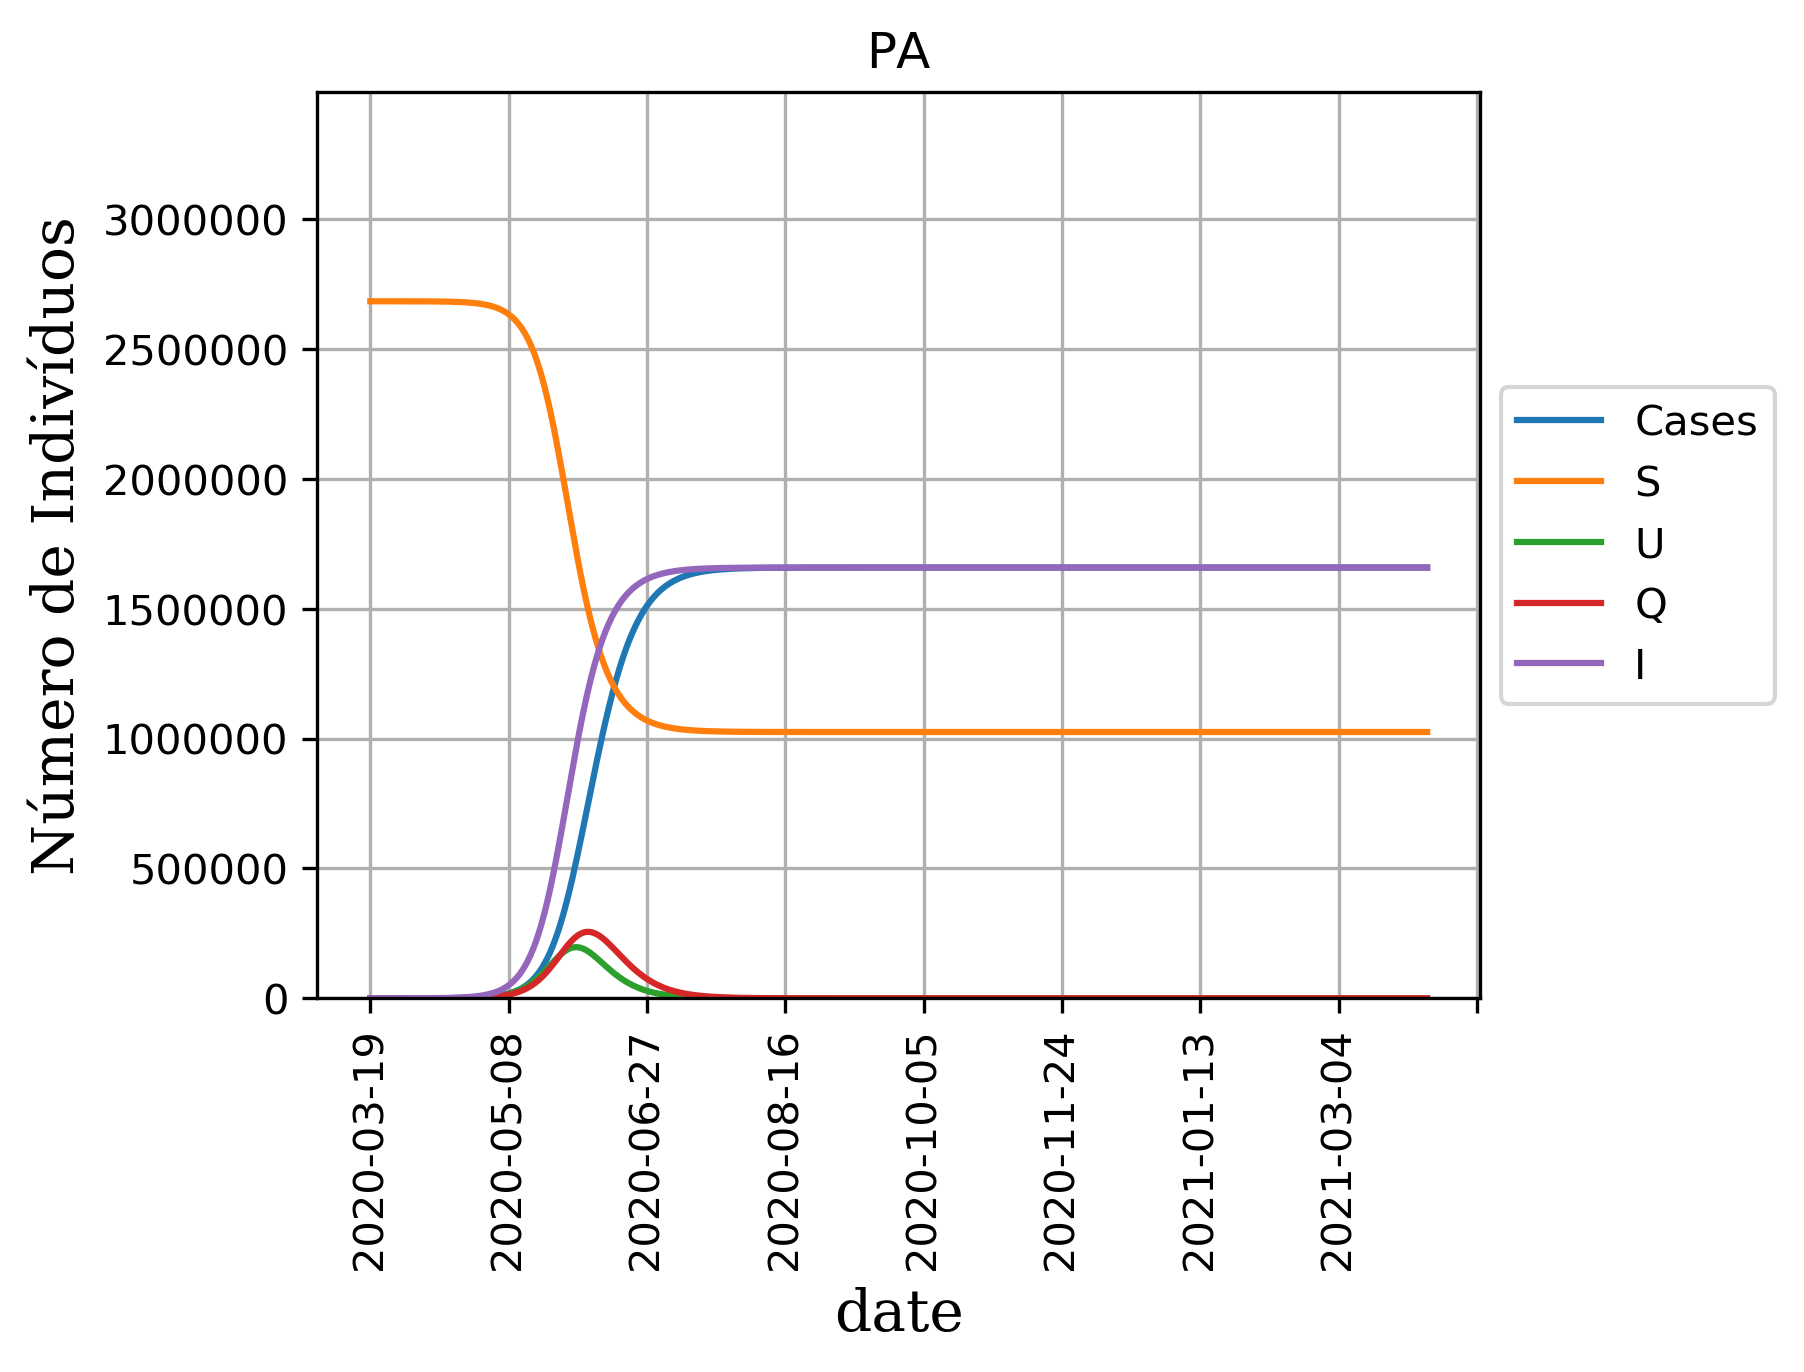 PA
Número de Indivíduos
3000000
2500000
2000000
1500000
1000000
500000
0
2020-03-19
2020-05-08
2020-06-27
2020-08-16
2020-10-05
2020-11-24
2021-01-13
2021-03-04
date
Cases
S
U
Q
I